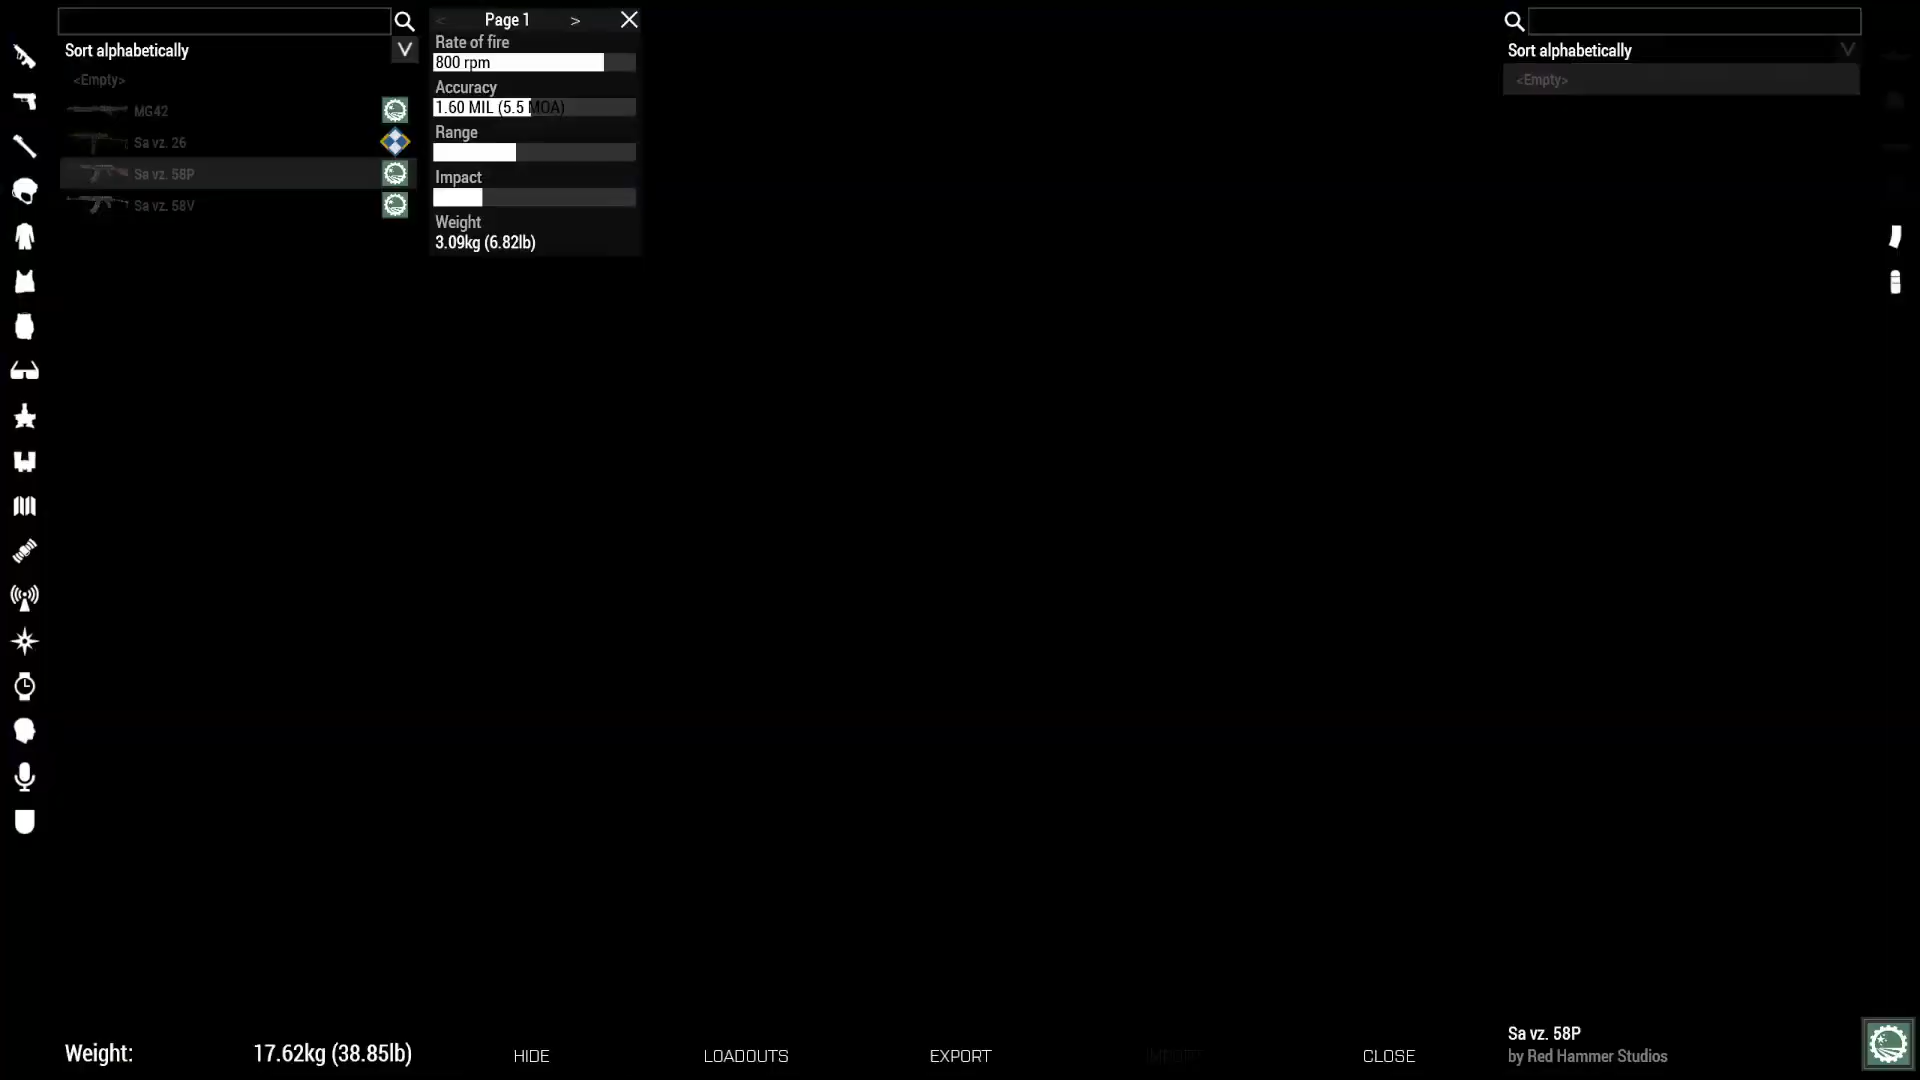 Sort alphabetically
<Empty>
MG42
Sa vz. 26
Sa vz. 58P
Sa vz. 58V
< Page 1 >
Rate of fire
800 rpm
Accuracy
1.60 MIL (5.5 MOA)
Range
Impact
Weight
3.09kg (6.82lb)
Sort alphabetically
<Empty>
Weight: 17.62kg (38.85lb)
HIDE
LOADOUTS
EXPORT
IMPORT
CLOSE
Sa vz. 58P
by Red Hammer Studios